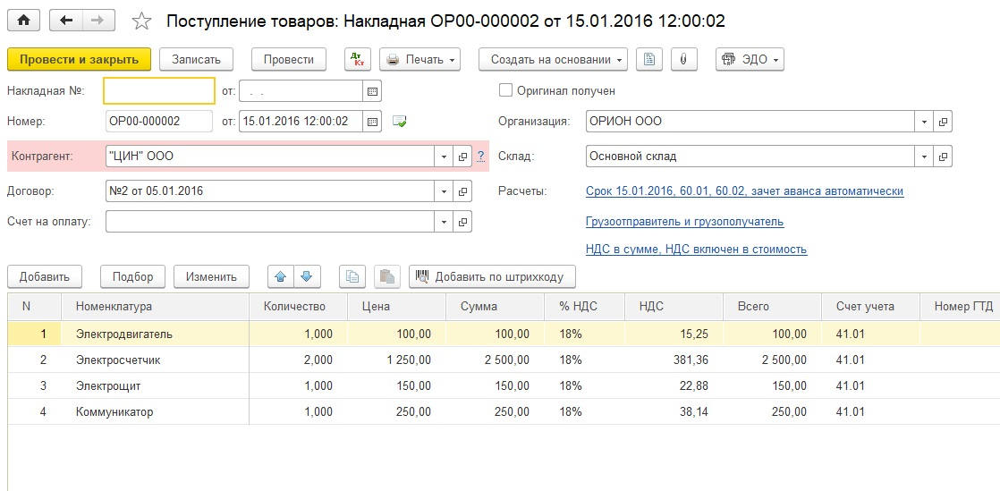 Поступление товаров: Накладная ОР00-000002 от 15.01.2016 12:00:02
Провести и закрыть Записать Провести Дт Кт Печать Создать на основании ЭДО
Накладная №: от: . . Оригинал получен
Номер: ОР00-000002 от: 15.01.2016 12:00:02 Организация: ОРИОН ООО
Контрагент: "ЦИН" ООО ? Склад: Основной склад
Договор: №2 от 05.01.2016 Расчеты: Срок 15.01.2016, 60.01, 60.02, зачет аванса автоматически
Счет на оплату: Грузоотправитель и грузополучатель
НДС в сумме, НДС включен в стоимость
Добавить Подбор Изменить Добавить по штрихкоду
N Номенклатура Количество Цена Сумма % НДС НДС Всего Счет учета Номер ГТД
1 Электродвигатель 1,000 100,00 100,00 18% 15,25 100,00 41.01
2 Электросчетчик 2,000 1 250,00 2 500,00 18% 381,36 2 500,00 41.01
3 Электрощит 1,000 150,00 150,00 18% 22,88 150,00 41.01
4 Коммуникатор 1,000 250,00 250,00 18% 38,14 250,00 41.01